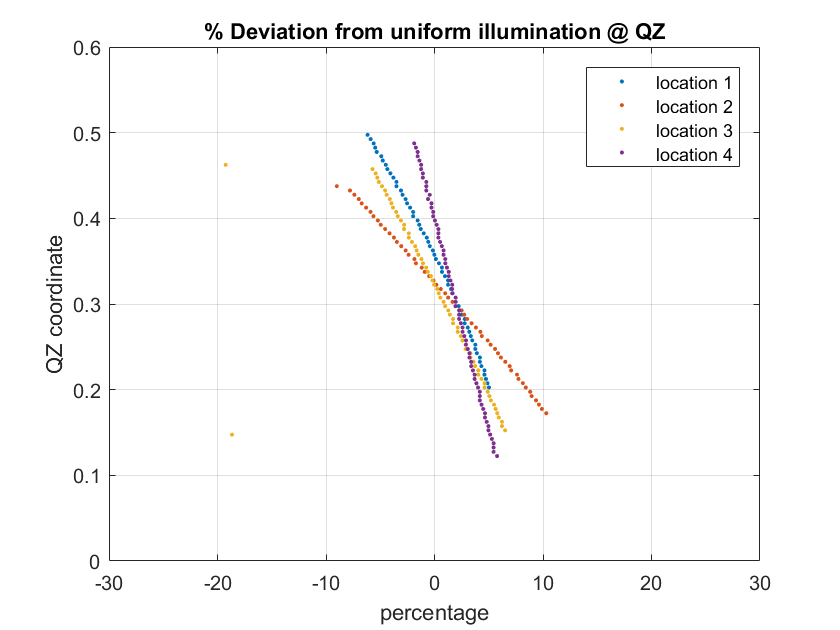 % Deviation from uniform illumination @ QZ
0.6
0.5
0.4
0.3
0.2
0.1
0
QZ coordinate
location 1
location 2
location 3
location 4
-30 -20 -10 0 10 20 30
percentage